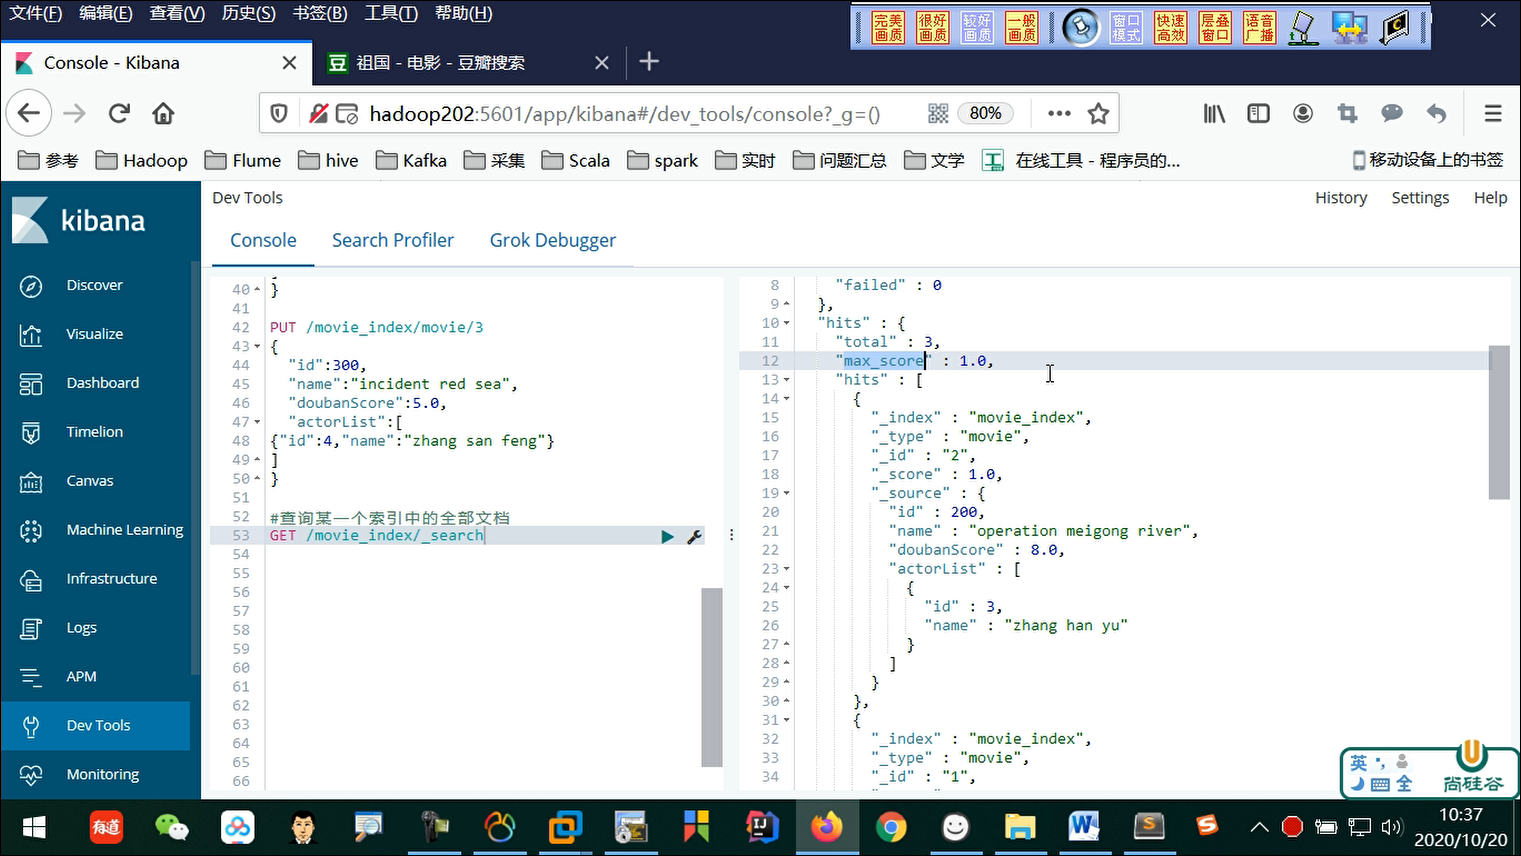 文件(F) 编辑(E) 查看(V) 历史(S) 书签(B) 工具(T) 帮助(H)
完美画质 很好画质 较好画质 一般画质 窗口模式 快速高效 层叠窗口 语音广播
Console - Kibana
豆 祖国 - 电影 - 豆瓣搜索
hadoop202:5601/app/kibana#/dev_tools/console?_g=()
80%
参考 Hadoop Flume hive Kafka 采集 Scala spark 实时 问题汇总 文学 在线工具 - 程序员的... 移动设备上的书签
kibana
Discover
Visualize
Dashboard
Timelion
Canvas
Machine Learning
Infrastructure
Logs
APM
Dev Tools
Monitoring
Dev Tools
History Settings Help
Console Search Profiler Grok Debugger
40 }
41
42 PUT /movie_index/movie/3
43 {
44 "id":300,
45 "name":"incident red sea",
46 "doubanScore":5.0,
47 "actorList":[
48 {"id":4,"name":"zhang san feng"}
49 ]
50 }
51
52 #查询某一个索引中的全部文档
53 GET /movie_index/_search
54
55
56
57
58
59
60
61
62
63
64
65
66
8 "failed" : 0
9 },
10 "hits" : {
11 "total" : 3,
12 "max_score" : 1.0,
13 "hits" : [
14 {
15 "_index" : "movie_index",
16 "_type" : "movie",
17 "_id" : "2",
18 "_score" : 1.0,
19 "_source" : {
20 "id" : 200,
21 "name" : "operation meigong river",
22 "doubanScore" : 8.0,
23 "actorList" : [
24 {
25 "id" : 3,
26 "name" : "zhang han yu"
27 }
28 ]
29 }
30 },
31 {
32 "_index" : "movie_index",
33 "_type" : "movie",
34 "_id" : "1",
英
全
尚硅谷
有道
10:37
2020/10/20